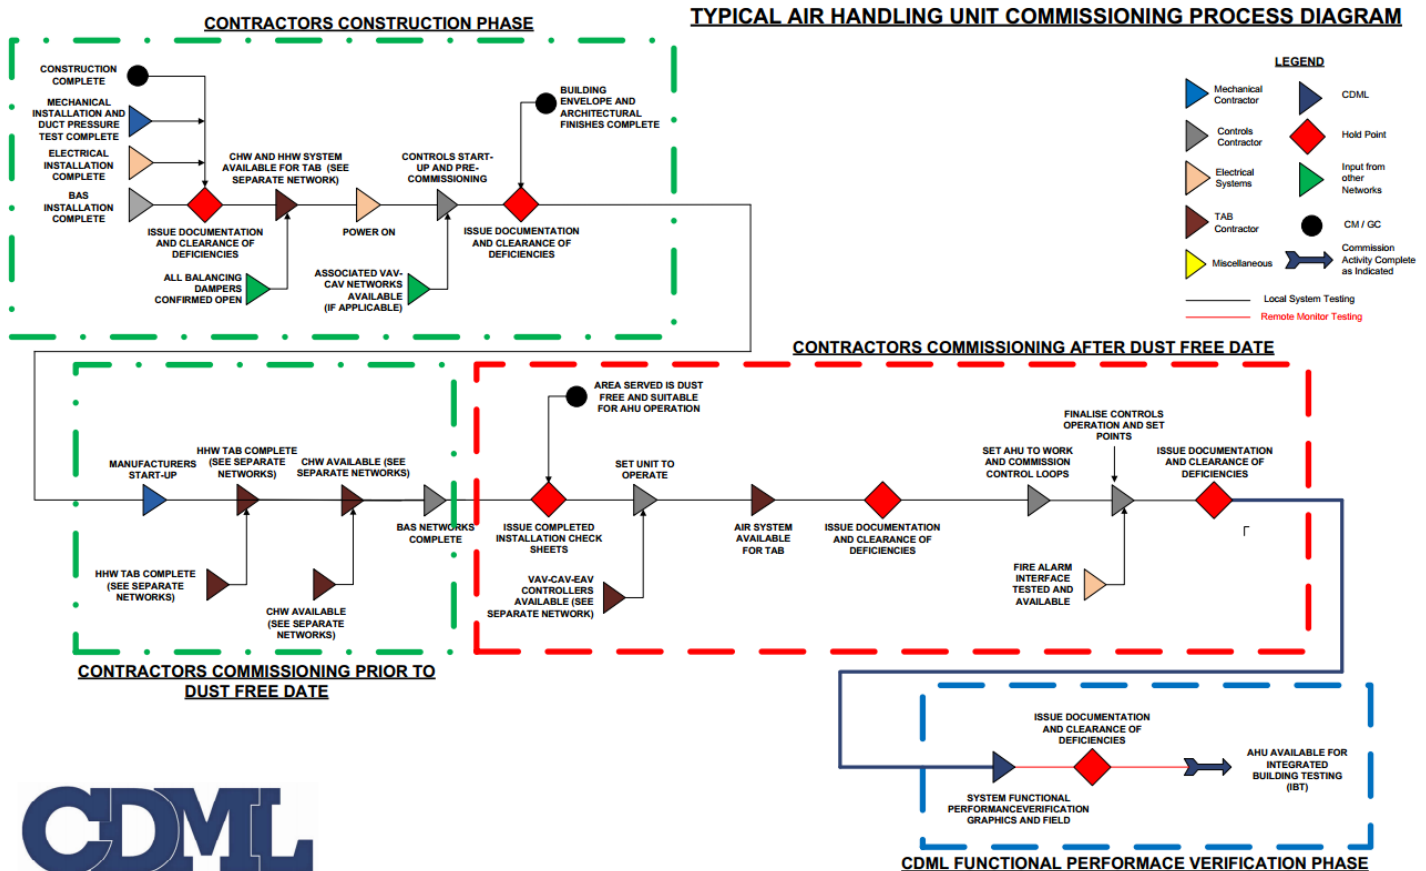 TYPICAL AIR HANDLING UNIT COMMISSIONING PROCESS DIAGRAM
CONTRACTORS CONSTRUCTION PHASE
CONSTRUCTION
COMPLETE
MECHANICAL
INSTALLATION AND
DUCT PRESSURE
TEST COMPLETE
ELECTRICAL
INSTALLATION
COMPLETE
BAS
INSTALLATION
COMPLETE
ISSUE DOCUMENTATION
AND CLEARANCE OF
DEFICIENCIES
CHW AND HHW SYSTEM
AVAILABLE FOR TAB (SEE
SEPARATE NETWORK)
ALL BALANCING
DAMPERS
CONFIRMED OPEN
POWER ON
CONTROLS START-
UP AND PRE-
COMMISSIONING
ASSOCIATED VAV-
CAV NETWORKS
AVAILABLE
(IF APPLICABLE)
BUILDING
ENVELOPE AND
ARCHITECTURAL
FINISHES COMPLETE
ISSUE DOCUMENTATION
AND CLEARANCE OF
DEFICIENCIES
LEGEND
Mechanical
Contractor
CDML
Controls
Contractor
Hold Point
Electrical
Systems
Input from
other
Networks
TAB
Contractor
CM / GC
Miscellaneous
Commission
Activity Complete
as Indicated
Local System Testing
Remote Monitor Testing
CONTRACTORS COMMISSIONING AFTER DUST FREE DATE
MANUFACTURERS
START-UP
HHW TAB COMPLETE
(SEE SEPARATE
NETWORKS)
CHW AVAILABLE (SEE
SEPARATE NETWORKS)
BAS NETWORKS
COMPLETE
HHW TAB COMPLETE
(SEE SEPARATE
NETWORKS)
CHW AVAILABLE
(SEE SEPARATE
NETWORKS)
CONTRACTORS COMMISSIONING PRIOR TO
DUST FREE DATE
AREA SERVED IS DUST
FREE AND SUITABLE
FOR AHU OPERATION
ISSUE COMPLETED
INSTALLATION CHECK
SHEETS
SET UNIT TO
OPERATE
VAV-CAV-EAV
CONTROLLERS
AVAILABLE (SEE
SEPARATE NETWORK)
AIR SYSTEM
AVAILABLE
FOR TAB
ISSUE DOCUMENTATION
AND CLEARANCE OF
DEFICIENCIES
SET AHU TO WORK
AND COMMISSION
CONTROL LOOPS
FINALISE CONTROLS
OPERATION AND SET
POINTS
FIRE ALARM
INTERFACE
TESTED AND
AVAILABLE
ISSUE DOCUMENTATION
AND CLEARANCE OF
DEFICIENCIES
SYSTEM FUNCTIONAL
PERFORMANCEVERIFICATION
GRAPHICS AND FIELD
ISSUE DOCUMENTATION
AND CLEARANCE OF
DEFICIENCIES
AHU AVAILABLE FOR
INTEGRATED
BUILDING TESTING
(IBT)
CDML FUNCTIONAL PERFORMACE VERIFICATION PHASE
CDML